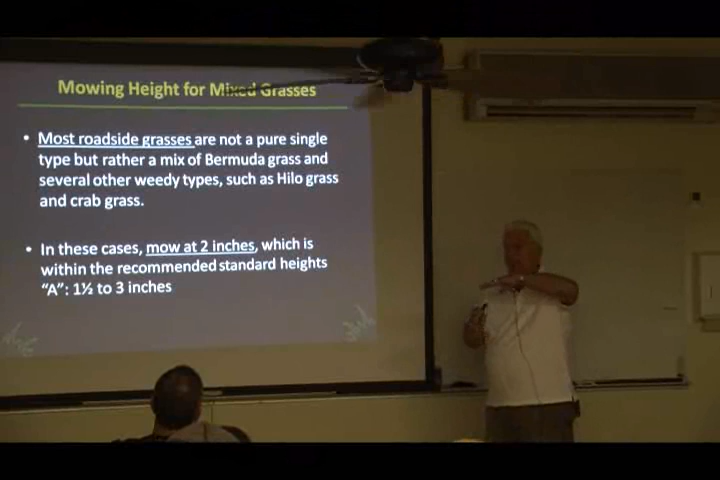 Mowing Height for Mixed Grasses
• Most roadside grasses are not a pure single
type but rather a mix of Bermuda grass and
several other weedy types, such as Hilo grass
and crab grass.
• In these cases, mow at 2 inches, which is
within the recommended standard heights
“A”: 1½ to 3 inches